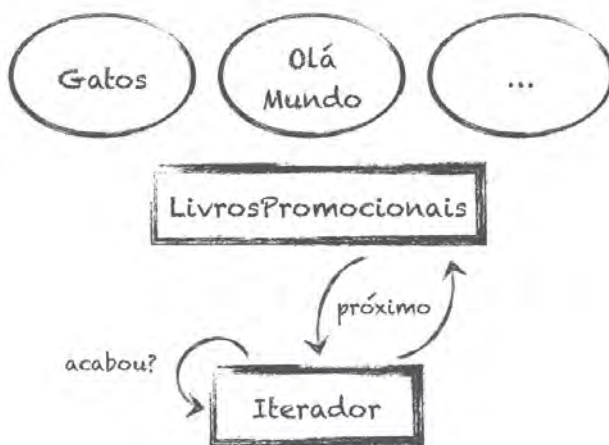 Gatos
Olá
Mundo
...
LivrosPromocionais
próximo
acabou?
Iterador